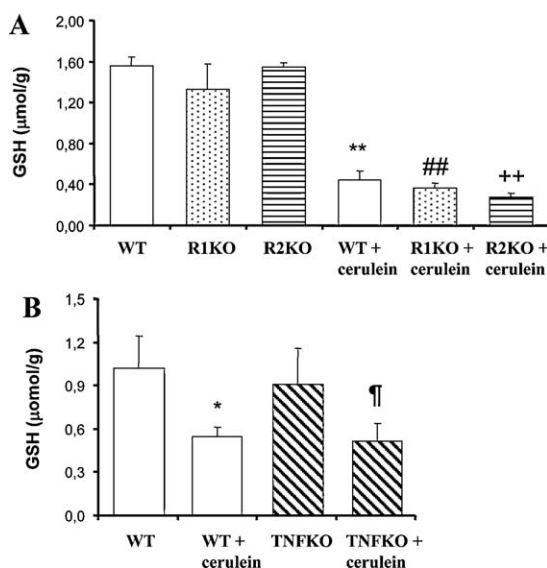 A
GSH (μmol/g)
2,00
1,60
1,20
0,80
0,40
0,00
**
##
++
WT R1KO R2KO WT + R1KO + R2KO +
cerulein cerulein cerulein
B
GSH (μomol/g)
1,5
1,2
0,9
0,6
0,3
0,0
*
¶
WT WT + TNFKO TNFKO +
cerulein cerulein